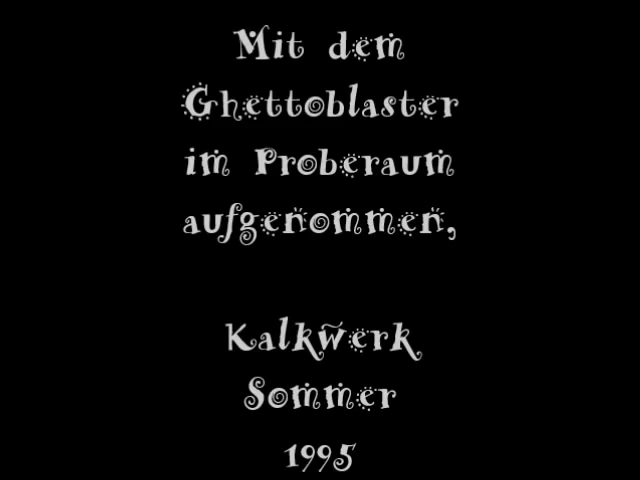 Mit dem
Ghettoblaster
im Proberaum
aufgenommen,
Kalkwerk
Sommer
1995